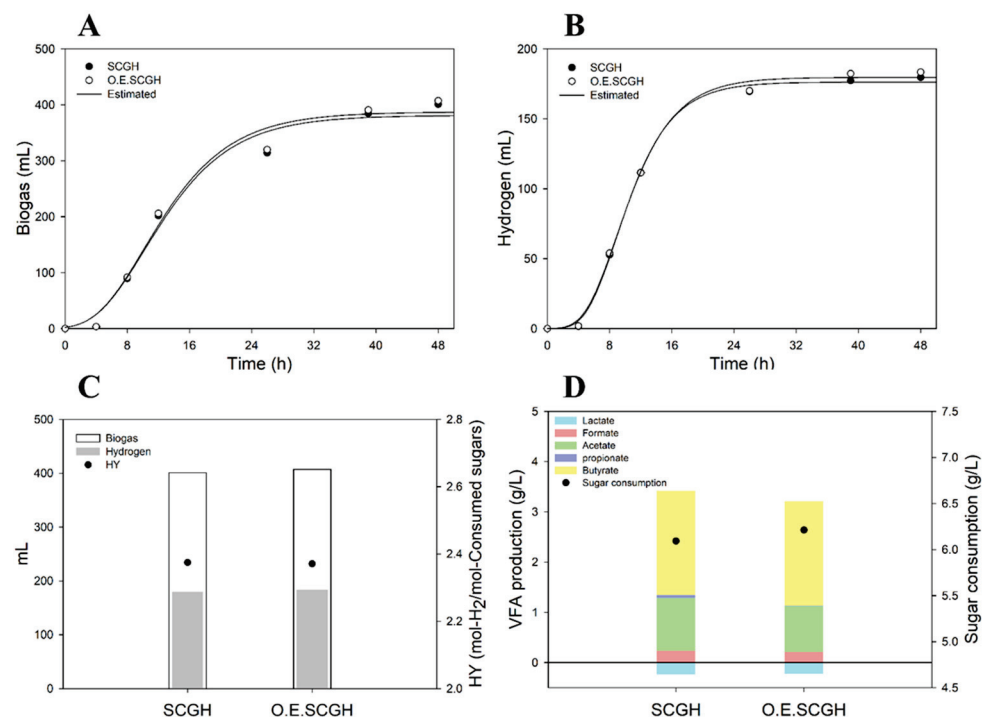 A
500
400
300
200
100
0
Biogas (mL)
SCGH
O.E.SCGH
Estimated
0 8 16 24 32 40 48
Time (h)
B
200
150
100
50
0
Hydrogen (mL)
SCGH
O.E.SCGH
Estimated
0 8 16 24 32 40 48
Time (h)
C
500
400
300
200
100
0
mL
Biogas
Hydrogen
HY
2.8
2.6
2.4
2.2
2.0
HY (mol-H2/mol-Consumed sugars)
SCGH O.E.SCGH
D
5
4
3
2
1
0
VFA production (g/L)
Lactate
Formate
Acetate
propionate
Butyrate
Sugar consumption
7.5
7.0
6.5
6.0
5.5
5.0
4.5
Sugar consumption (g/L)
SCGH O.E.SCGH